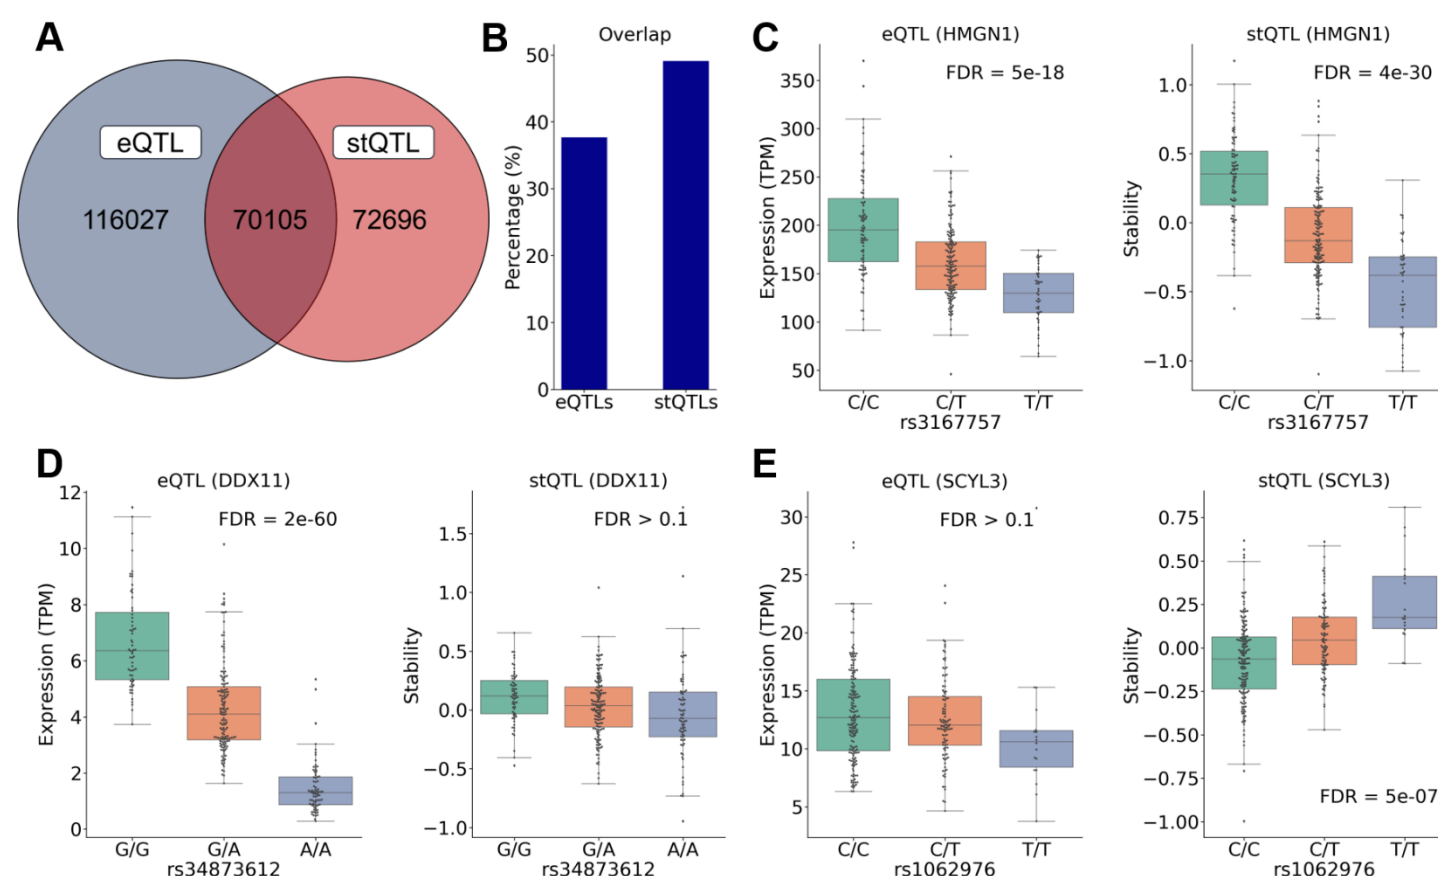 A
eQTL
stQTL
116027
70105
72696
B
Overlap
Percentage (%)
50
40
30
20
10
0
eQTLs
stQTLs
C
eQTL (HMGN1)
FDR = 5e-18
Expression (TPM)
350
300
250
200
150
100
50
C/C C/T T/T
rs3167757
stQTL (HMGN1)
FDR = 4e-30
Stability
1.0
0.5
0.0
−0.5
−1.0
C/C C/T T/T
rs3167757
D
eQTL (DDX11)
FDR = 2e-60
Expression (TPM)
12
10
8
6
4
2
0
G/G G/A A/A
rs34873612
stQTL (DDX11)
FDR > 0.1
Stability
1.5
1.0
0.5
0.0
−0.5
−1.0
G/G G/A A/A
rs34873612
E
eQTL (SCYL3)
FDR > 0.1
Expression (TPM)
30
25
20
15
10
5
C/C C/T T/T
rs1062976
stQTL (SCYL3)
Stability
0.75
0.50
0.25
0.00
−0.25
−0.50
−0.75
−1.00
FDR = 5e-07
C/C C/T T/T
rs1062976